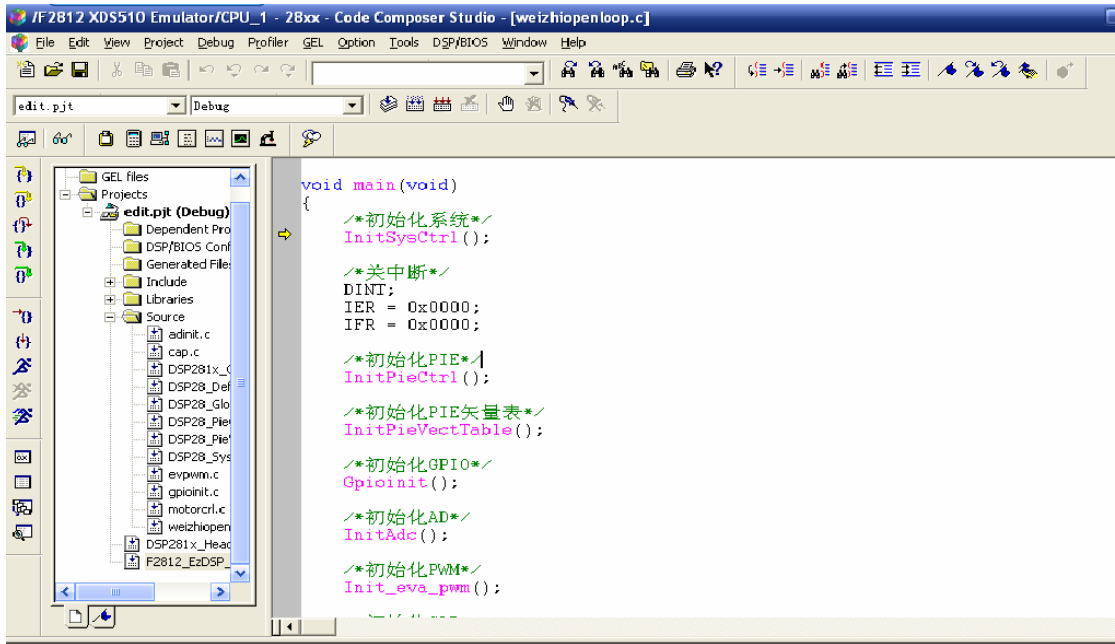 /F2812 XDS510 Emulator/CPU_1 - 28xx - Code Composer Studio - [weizhiopenloop.c]
File Edit View Project Debug Profiler GEL Option Tools DSP/BIOS Window Help
edit.pjt Debug
GEL files
Projects
edit.pjt (Debug)
Dependent Pro
DSP/BIOS Conf
Generated Files
Include
Libraries
Source
adinit.c
cap.c
DSP281x_G
DSP28_Def
DSP28_Glo
DSP28_Pie
DSP28_Pie
DSP28_Sys
evpwm.c
gpioinit.c
motorcrl.c
weizhiopen
DSP281x_Head
F2812_EzDSP_
void main(void)
{
/*初始化系统*/
InitSysCtrl();
/*关中断*/
DINT;
IER = 0x0000;
IFR = 0x0000;
/*初始化PIE*/
InitPieCtrl();
/*初始化PIE矢量表*/
InitPieVectTable();
/*初始化GPIO*/
Gpioinit();
/*初始化AD*/
InitAdc();
/*初始化PWM*/
Init_eva_pwm();